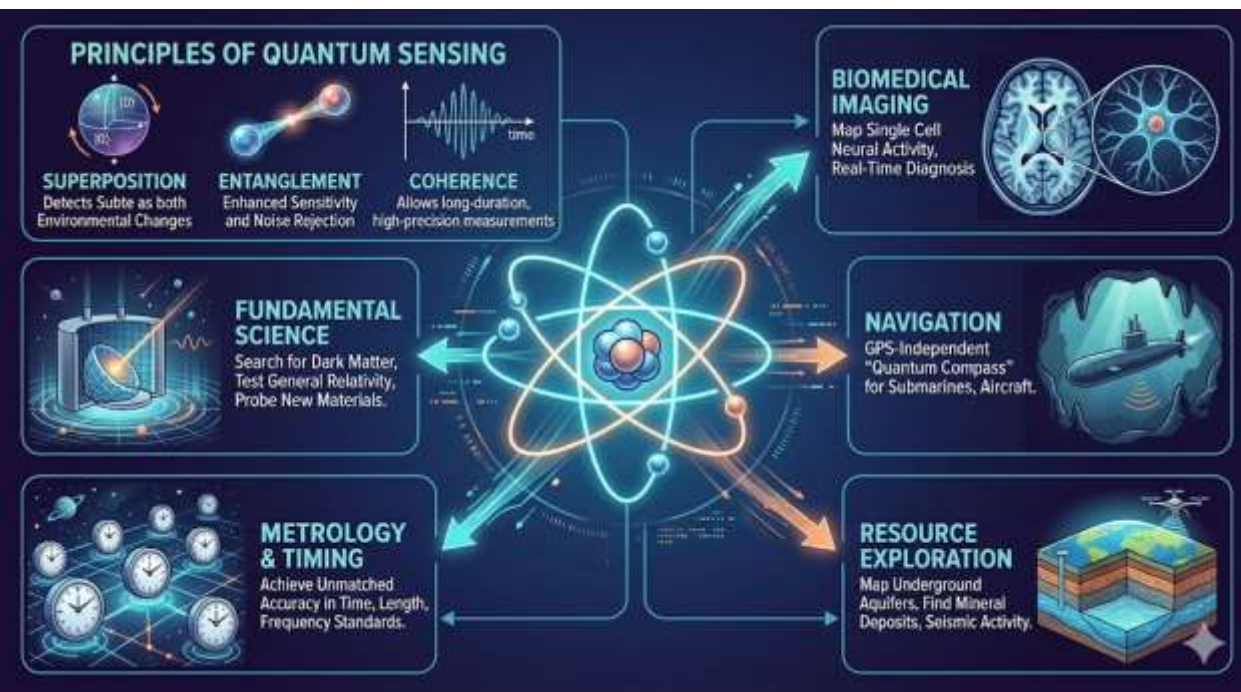 PRINCIPLES OF QUANTUM SENSING
|0⟩
|0⟩
time
SUPERPOSITION
Detects Subte as both
Environmental Changes
ENTANGLEMENT
Enhanced Sensitivity
and Noise Rejection
COHERENCE
Allows long-duration,
high-precision measurements
BIOMEDICAL
IMAGING
Map Single Cell
Neural Activity,
Real-Time Diagnosis
FUNDAMENTAL
SCIENCE
Search for Dark Matter,
Test General Relativity,
Probe New Materials.
NAVIGATION
GPS-Independent
"Quantum Compass"
for Submarines, Aircraft.
METROLOGY
& TIMING
Achieve Unmatched
Accuracy in Time, Length,
Frequency Standards.
RESOURCE
EXPLORATION
Map Underground
Aquifers, Find Mineral
Deposits, Seismic Activity.